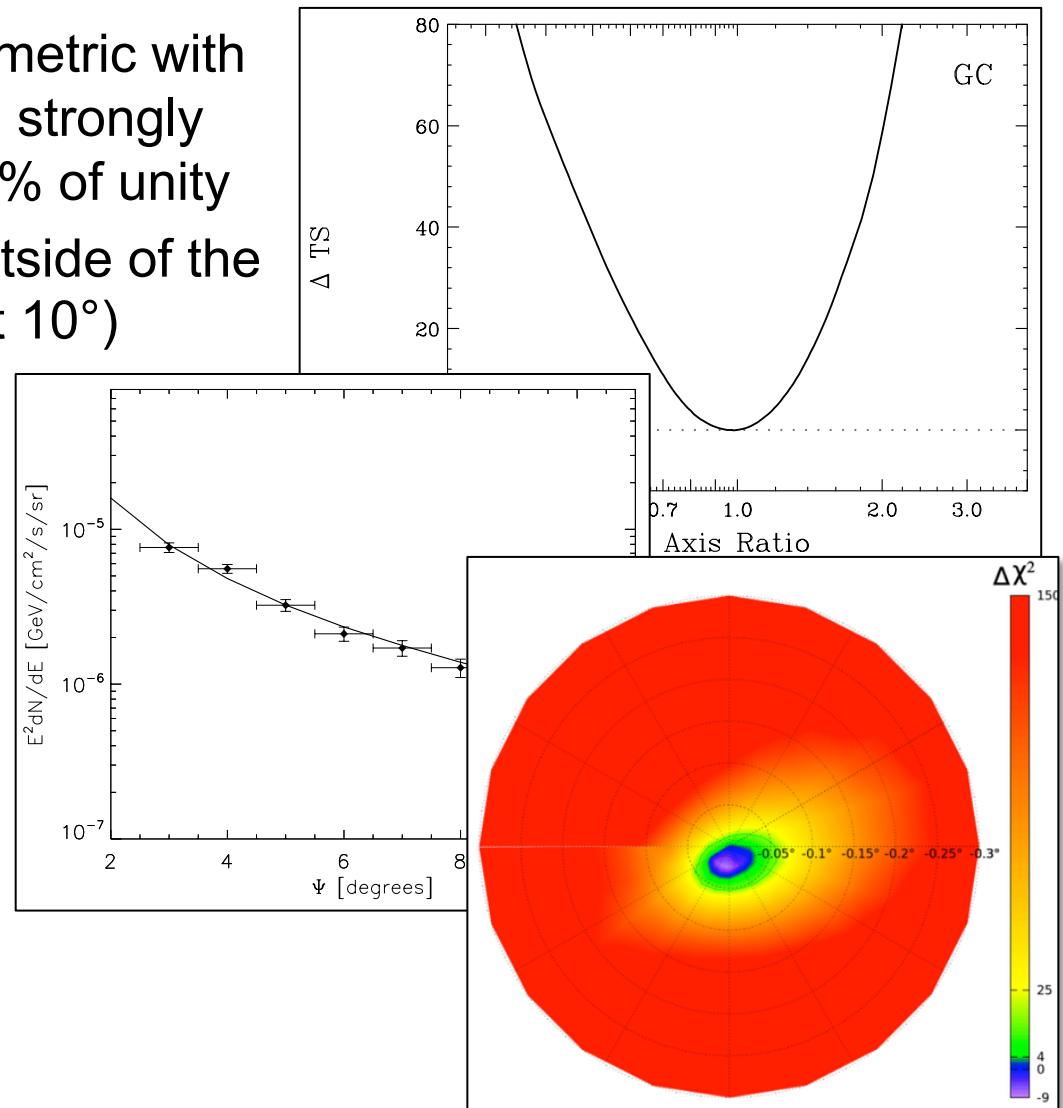 metric with
strongly
% of unity
tside of the
10°)
80
60
40
20
Δ TS
GC
0.7 1.0 2.0 3.0
Axis Ratio
E²dN/dE [GeV/cm²/s/sr]
10⁻⁵
10⁻⁶
10⁻⁷
2 4 6 8
Ψ [degrees]
Δχ²
150
25
4
0
-9
-0.05° -0.1° -0.15° -0.2° -0.25° -0.3°